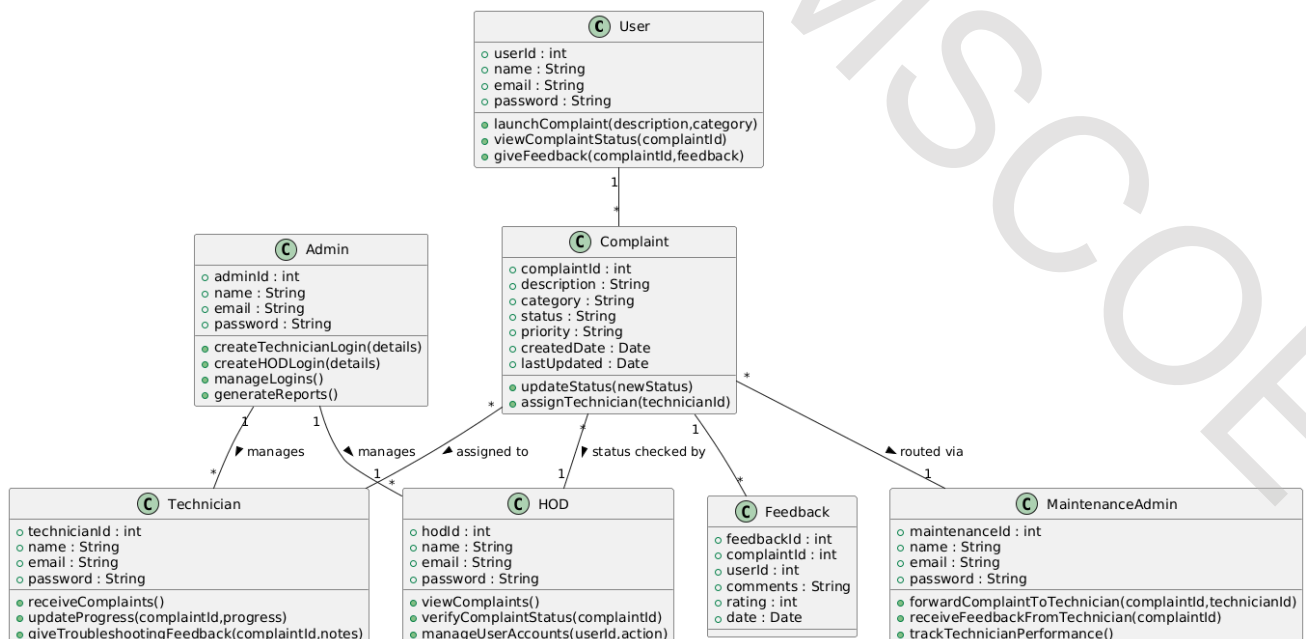 C User
userId : int
name : String
email : String
password : String
launchComplaint(description,category)
viewComplaintStatus(complaintId)
giveFeedback(complaintId,feedback)
1
*
C Admin
adminId : int
name : String
email : String
password : String
createTechnicianLogin(details)
createHODLogin(details)
manageLogins()
generateReports()
C Complaint
complaintId : int
description : String
category : String
status : String
priority : String
createdDate : Date
lastUpdated : Date
updateStatus(newStatus)
assignTechnician(technicianId)
1
manages
*
1
manages
*
*
assigned to
1
*
status checked by
1
1
*
*
routed via
1
C Technician
technicianId : int
name : String
email : String
password : String
receiveComplaints()
updateProgress(complaintId,progress)
giveTroubleshootingFeedback(complaintId,notes)
C HOD
hodId : int
name : String
email : String
password : String
viewComplaints()
verifyComplaintStatus(complaintId)
manageUserAccounts(userId,action)
C Feedback
feedbackId : int
complaintId : int
userId : int
comments : String
rating : int
date : Date
C MaintenanceAdmin
maintenanceId : int
name : String
email : String
password : String
forwardComplaintToTechnician(complaintId,technicianId)
receiveFeedbackFromTechnician(complaintId)
trackTechnicianPerformance()
MSCOE